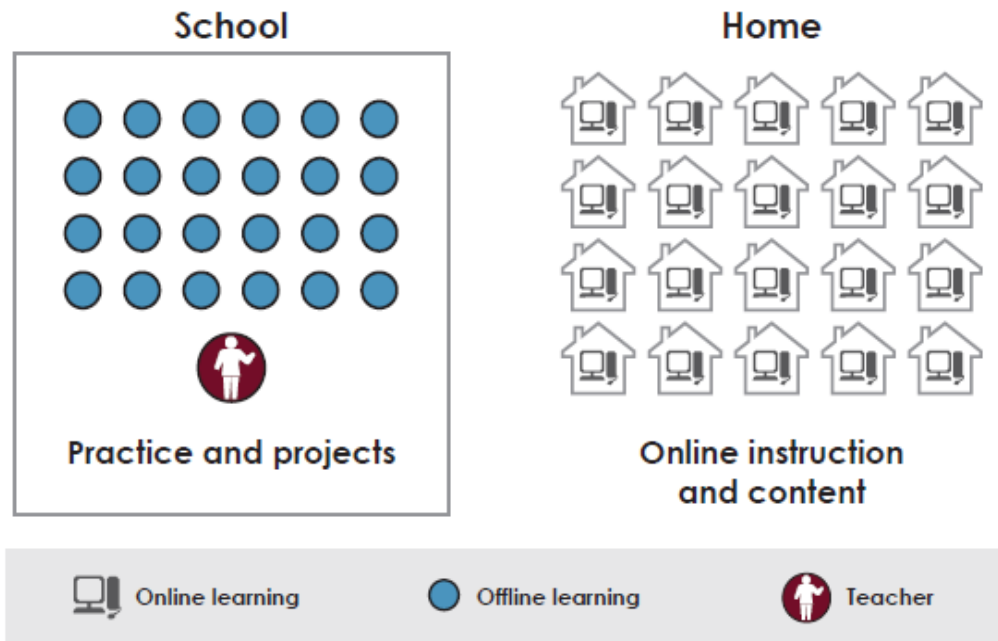 School
Home
Practice and projects
Online instruction
and content
Online learning
Offline learning
Teacher